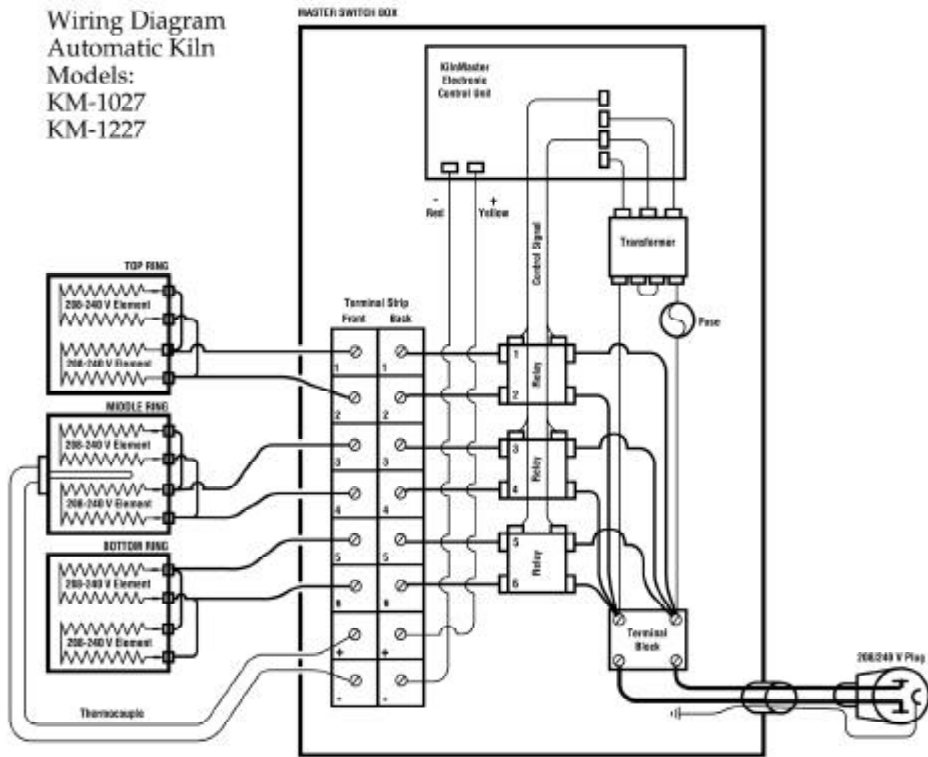 Wiring Diagram
Automatic Kiln
Models:
KM-1027
KM-1227
MASTER SWITCH BOX
KilnMaster
Electronic
Control Unit
-
Red
+
Yellow
Control Signal
Transformer
Fuse
TOP RING
208-240 V Element
208-240 V Element
MIDDLE RING
208-240 V Element
208-240 V Element
BOTTOM RING
208-240 V Element
208-240 V Element
Thermocouple
Terminal Strip
Front Back
1 1
2 2
3 3
4 4
5 5
6 6
+ +
- -
1
Relay
2
3
Relay
4
5
Relay
6
Terminal
Block
208/240 V Plug